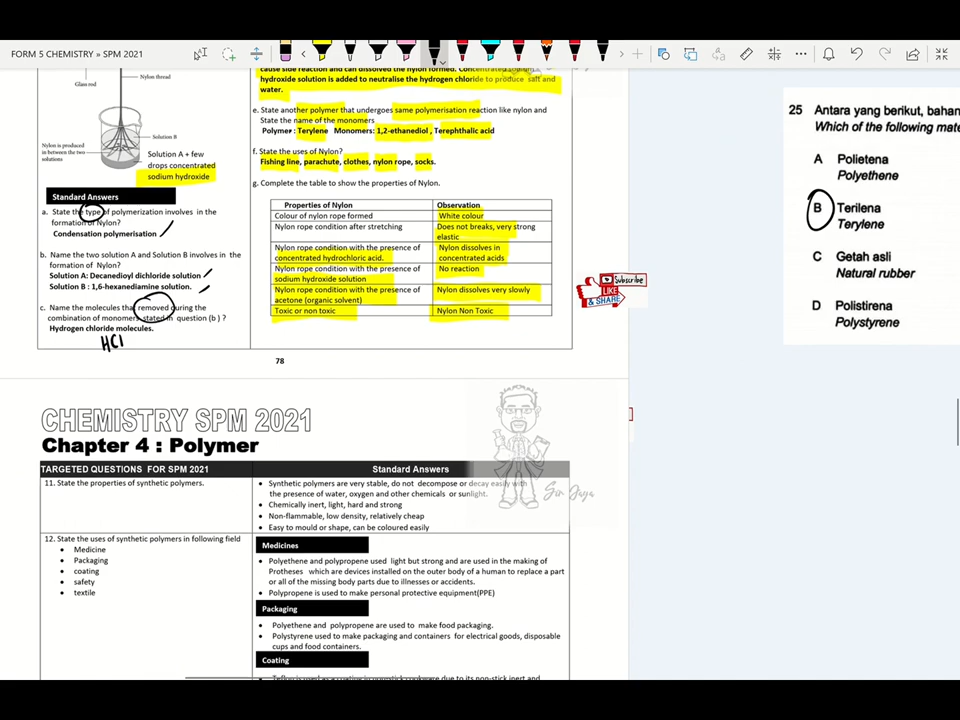 FORM 5 CHEMISTRY » SPM 2021
Glass rod
Nylon thread
Solution B
Nylon is produced
in between the two
solutions
Solution A + few
drops concentrated
sodium hydroxide
Standard Answers
a. State the type of polymerization involves in the
formation of Nylon?
Condensation polymerisation
b. Name the two solution A and Solution B involves in the
formation of Nylon?
Solution A: Decanedioyl dichloride solution
Solution B : 1,6-hexanediamine solution.
c. Name the molecules that removed during the
combination of monomers stated in question (b) ?
Hydrogen chloride molecules.
HCl
hydroxide solution is added to neutralise the hydrogen chloride to produce salt and
water.
e. State another polymer that undergoes same polymerisation reaction like nylon and
State the name of the monomers
Polymer : Terylene Monomers: 1,2-ethanediol , Terephthalic acid
f. State the uses of Nylon?
Fishing line, parachute, clothes, nylon rope, socks.
g. Complete the table to show the properties of Nylon.
Properties of Nylon Observation
Colour of nylon rope formed White colour
Nylon rope condition after stretching Does not breaks, very strong
elastic
Nylon rope condition with the presence of Nylon dissolves in
concentrated hydrochloric acid. concentrated acids
Nylon rope condition with the presence of No reaction
sodium hydroxide solution
Nylon rope condition with the presence of Nylon dissolves very slowly
acetone (organic solvent)
Toxic or non toxic Nylon Non Toxic
78
Subscribe
LIKE
& SHARE
25 Antara yang berikut, bahan
Which of the following mate
A Polietena
Polyethene
B Terilena
Terylene
C Getah asli
Natural rubber
D Polistirena
Polystyrene
CHEMISTRY SPM 2021
Chapter 4 : Polymer
TARGETED QUESTIONS FOR SPM 2021 Standard Answers
11. State the properties of synthetic polymers.
• Synthetic polymers are very stable, do not decompose or decay easily with
the presence of water, oxygen and other chemicals or sunlight.
• Chemically inert, light, hard and strong
• Non-flammable, low density, relatively cheap
• Easy to mould or shape, can be coloured easily
Sir Jaya
12. State the uses of synthetic polymers in following field
• Medicine
• Packaging
• coating
• safety
• textile
Medicines
• Polyethene and polypropene used light but strong and are used in the making of
Protheses which are devices installed on the outer body of a human to replace a part
or all of the missing body parts due to illnesses or accidents.
• Polypropene is used to make personal protective equipment(PPE)
Packaging
• Polyethene and polypropene are used to make food packaging.
• Polystyrene used to make packaging and containers for electrical goods, disposable
cups and food containers.
Coating